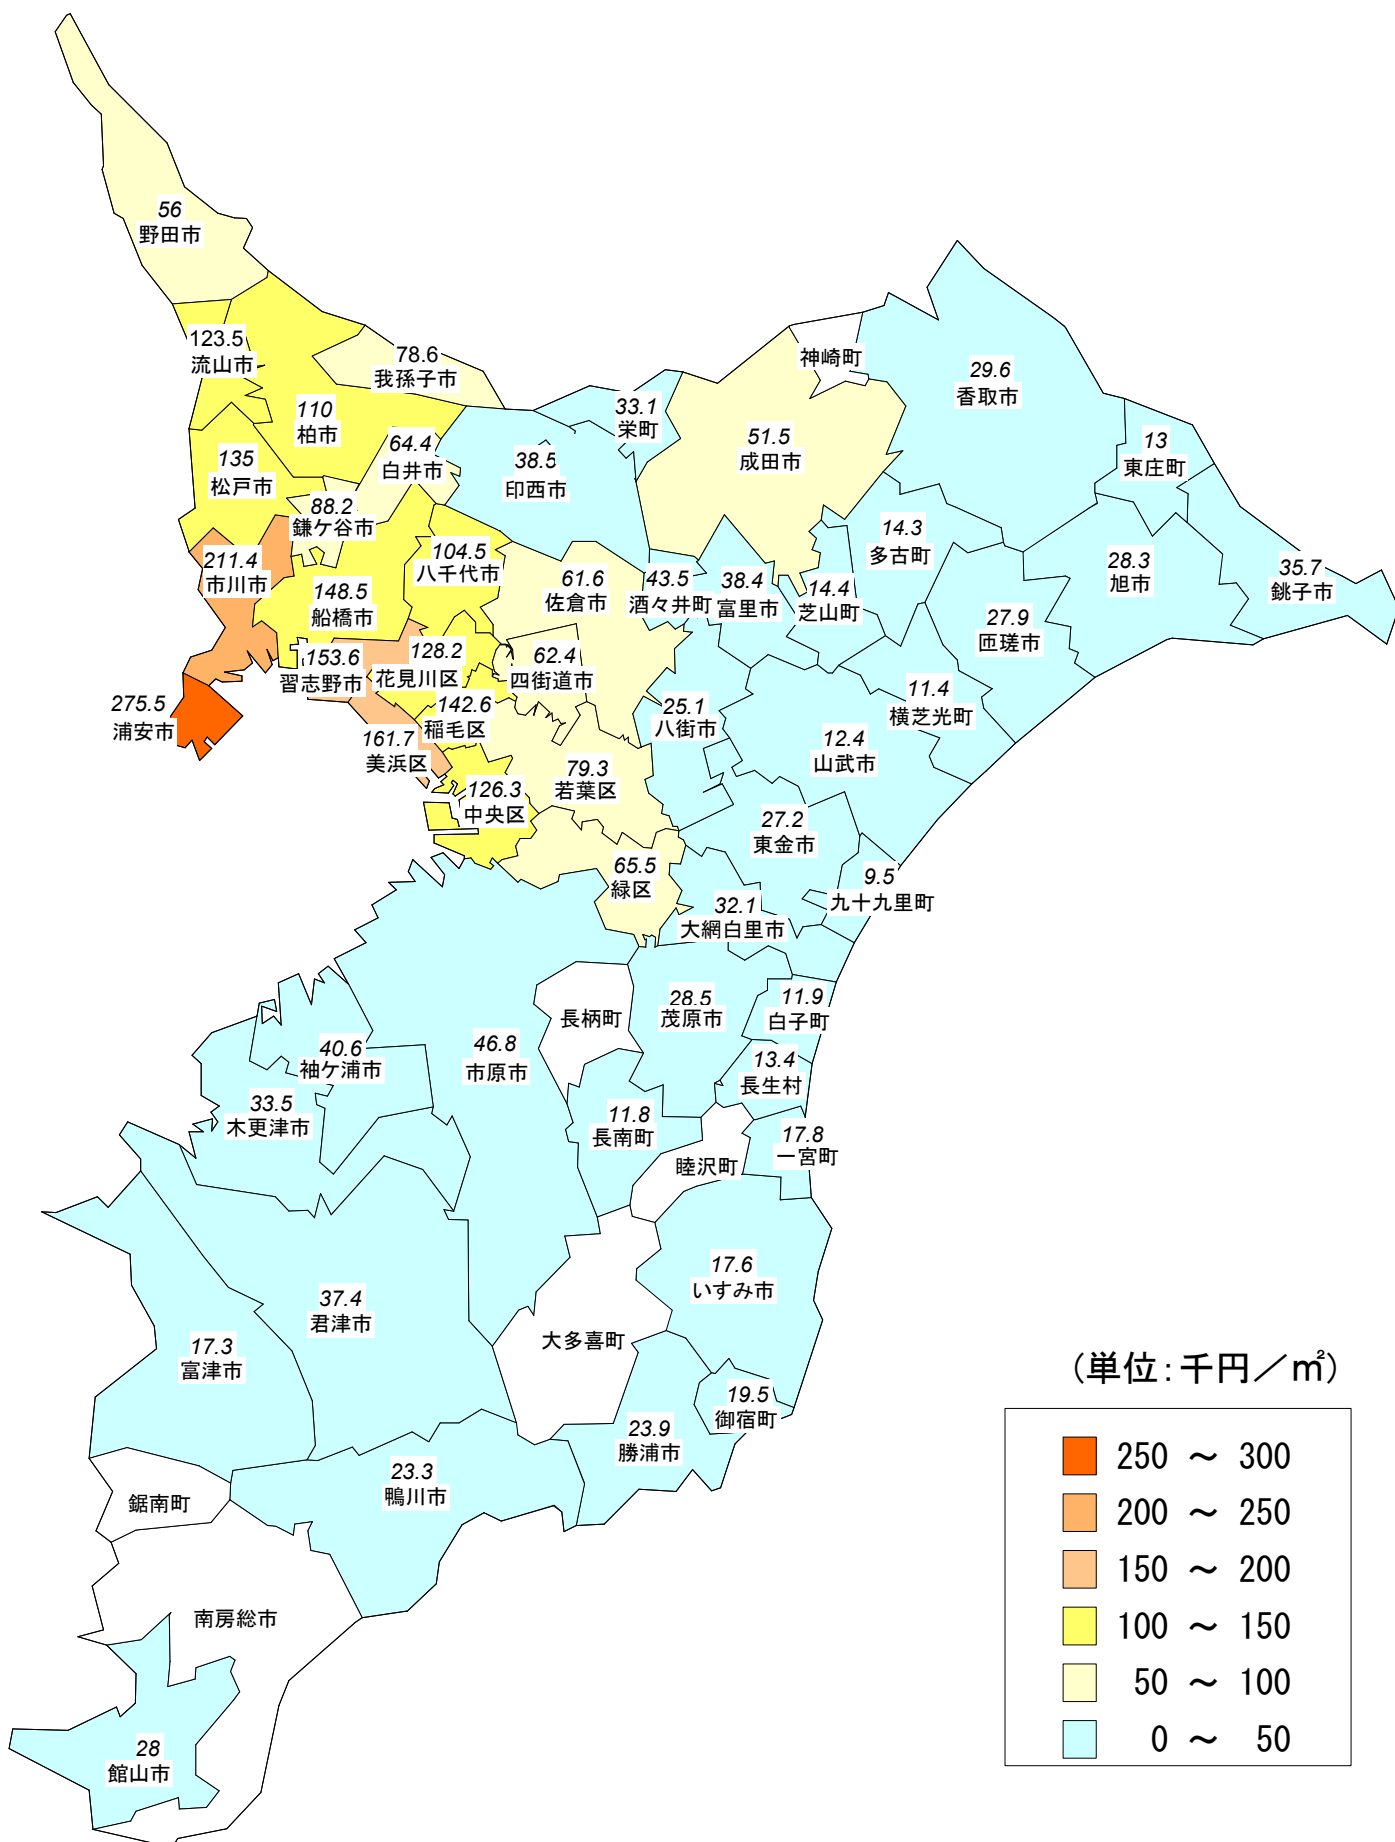 56
野田市
123.5
流山市
78.6
我孫子市
神崎町
29.6
香取市
33.1
栄町
110
柏市
51.5
成田市
13
東庄町
64.4
白井市
38.5
印西市
135
松戸市
88.2
鎌ケ谷市
14.3
多古町
211.4
市川市
104.5
八千代市
28.3
旭市
35.7
銚子市
148.5
船橋市
61.6
佐倉市
43.5
酒々井町
38.4
富里市
14.4
芝山町
27.9
匝瑳市
153.6
習志野市
128.2
花見川区
62.4
四街道市
275.5
浦安市
142.6
稲毛区
25.1
八街市
11.4
横芝光町
161.7
美浜区
12.4
山武市
79.3
若葉区
126.3
中央区
27.2
東金市
65.5
緑区
9.5
九十九里町
32.1
大網白里市
長柄町
28.5
茂原市
11.9
白子町
40.6
袖ケ浦市
46.8
市原市
13.4
長生村
33.5
木更津市
11.8
長南町
17.8
一宮町
睦沢町
17.6
いすみ市
37.4
君津市
17.3
富津市
大多喜町
19.5
御宿町
23.9
勝浦市
23.3
鴨川市
鋸南町
南房総市
28
館山市
(単位:千円/㎡)
250 ～ 300
200 ～ 250
150 ～ 200
100 ～ 150
50 ～ 100
0 ～ 50